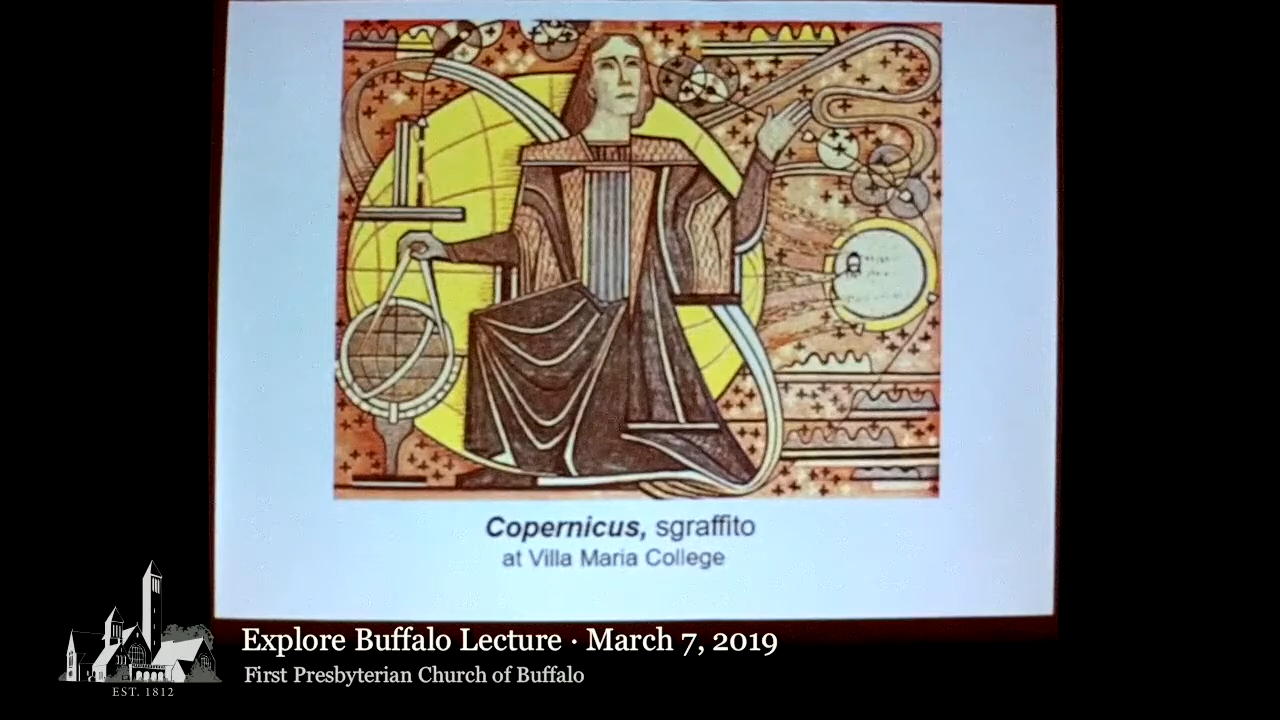 Copernicus, sgraffito
at Villa Maria College
Explore Buffalo Lecture · March 7, 2019
First Presbyterian Church of Buffalo
EST. 1812